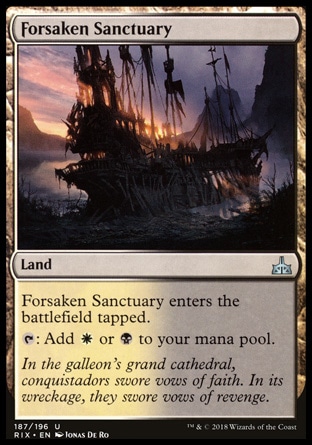 Forsaken Sanctuary
Land
Forsaken Sanctuary enters the
battlefield tapped.
: Add or to your mana pool.
In the galleon's grand cathedral,
conquistadors swore vows of faith. In its
wreckage, they swore vows of revenge.
187/196 U
RIX • EN Jonas De Ro
™ & © 2018 Wizards of the Coast